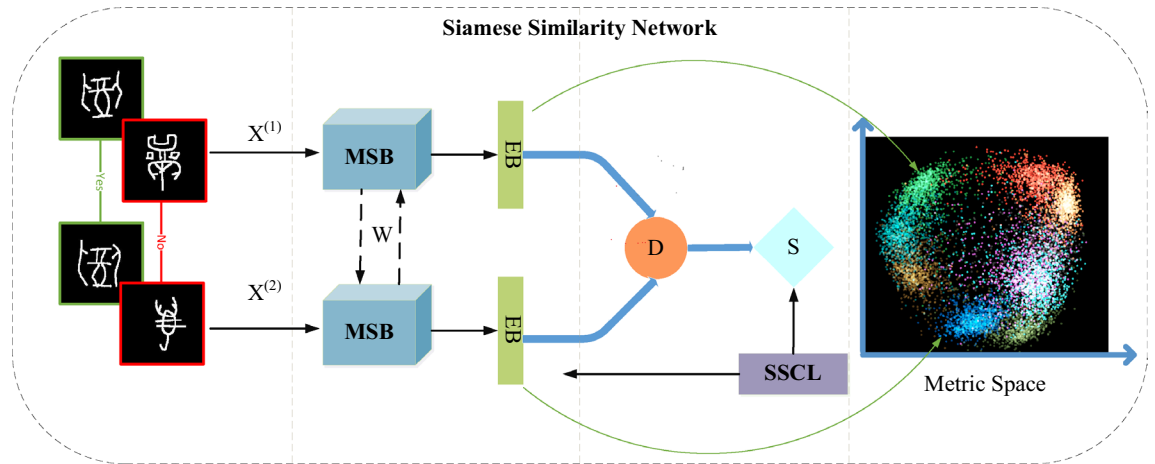 Siamese Similarity Network
Yes
No
X(1)
X(2)
MSB
W
MSB
EB
EB
D
S
SSCL
Metric Space